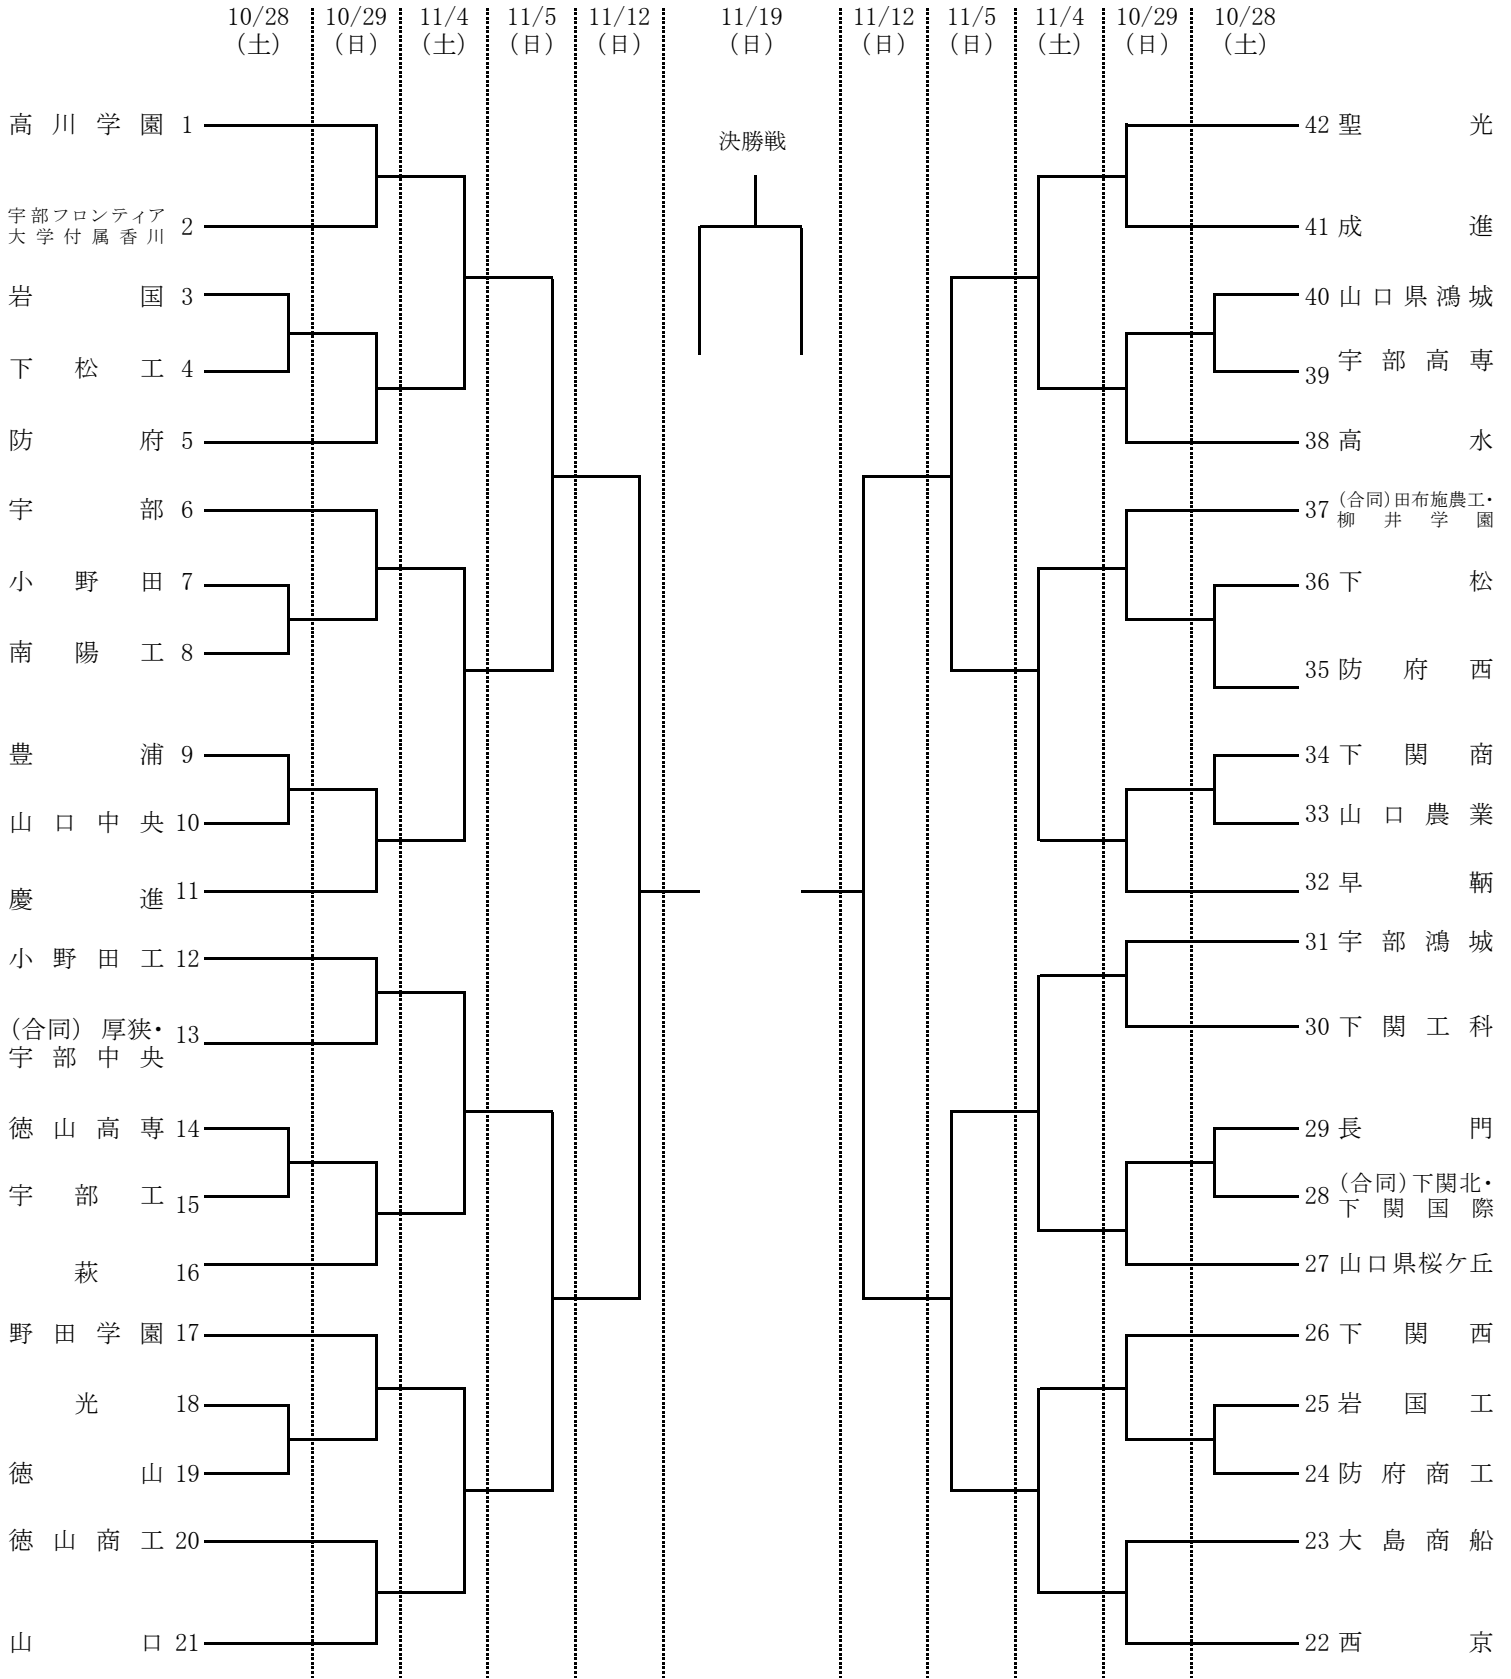 10/28 10/29 11/4 11/5 11/12 11/19 11/12 11/5 11/4 10/29 10/28
(土) (日) (土) (日) (日) (日) (日) (日) (土) (日) (土)
決勝戦
高川学園 1
宇部フロンティア
大学付属香川 2
岩国 3
下松工 4
防府 5
宇部 6
小野田 7
南陽工 8
豊浦 9
山口中央 10
慶進 11
小野田工 12
(合同) 厚狭・
宇部中央 13
徳山高専 14
宇部工 15
萩 16
野田学園 17
光 18
徳山 19
徳山商工 20
山口 21
42 聖光
41 成進
40 山口県鴻城
39 宇部高専
38 高水
37 (合同)田布施農工・
柳井学園
36 下松
35 防府西
34 下関商
33 山口農業
32 早鞆
31 宇部鴻城
30 下関工科
29 長門
28 (合同)下関北・
下関国際
27 山口県桜ケ丘
26 下関西
25 岩国工
24 防府商工
23 大島商船
22 西京